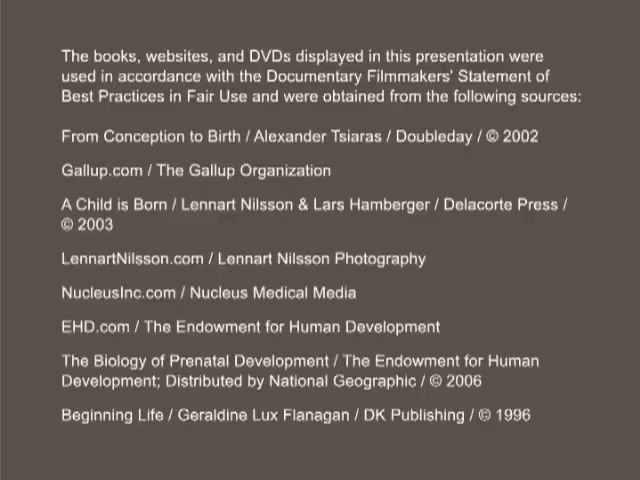 The books, websites, and DVDs displayed in this presentation were
used in accordance with the Documentary Filmmakers' Statement of
Best Practices in Fair Use and were obtained from the following sources:
From Conception to Birth / Alexander Tsiaras / Doubleday / © 2002
Gallup.com / The Gallup Organization
A Child is Born / Lennart Nilsson & Lars Hamberger / Delacorte Press /
© 2003
LennartNilsson.com / Lennart Nilsson Photography
NucleusInc.com / Nucleus Medical Media
EHD.com / The Endowment for Human Development
The Biology of Prenatal Development / The Endowment for Human
Development; Distributed by National Geographic / © 2006
Beginning Life / Geraldine Lux Flanagan / DK Publishing / © 1996